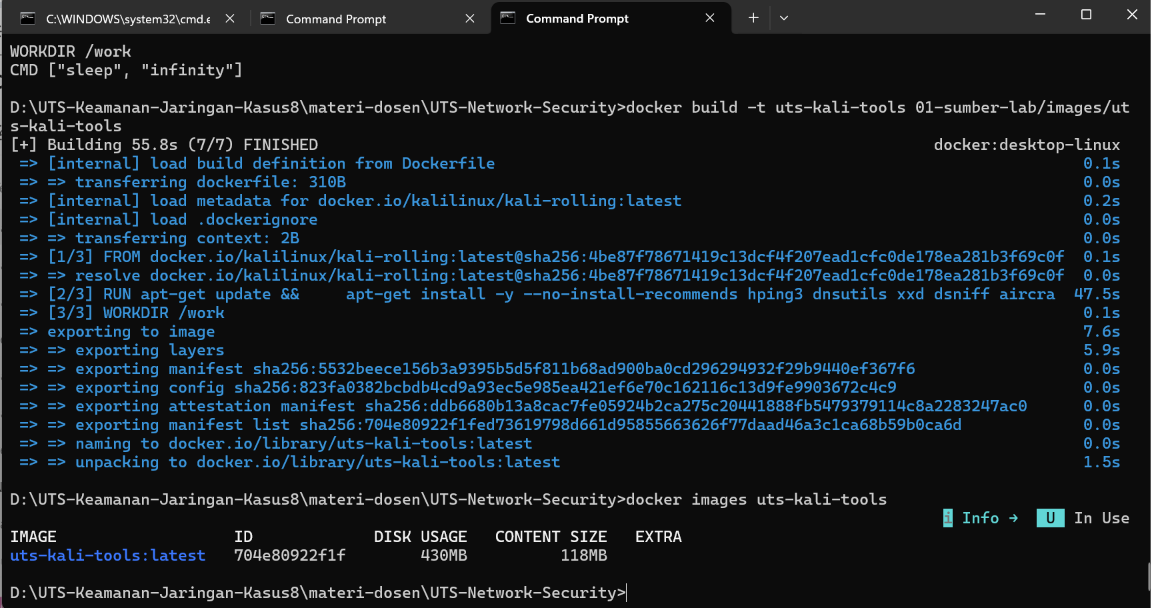 C:\WINDOWS\system32\cmd.e
Command Prompt
Command Prompt
WORKDIR /work
CMD ["sleep", "infinity"]
D:\UTS-Keamanan-Jaringan-Kasus8\materi-dosen\UTS-Network-Security>docker build -t uts-kali-tools 01-sumber-lab/images/ut
s-kali-tools
[+] Building 55.8s (7/7) FINISHED docker:desktop-linux
=> [internal] load build definition from Dockerfile 0.1s
=> => transferring dockerfile: 310B 0.0s
=> [internal] load metadata for docker.io/kalilinux/kali-rolling:latest 0.2s
=> [internal] load .dockerignore 0.0s
=> => transferring context: 2B 0.0s
=> [1/3] FROM docker.io/kalilinux/kali-rolling:latest@sha256:4be87f78671419c13dcf4f207ead1cfc0de178ea281b3f69c0f 0.1s
=> => resolve docker.io/kalilinux/kali-rolling:latest@sha256:4be87f78671419c13dcf4f207ead1cfc0de178ea281b3f69c0f 0.0s
=> [2/3] RUN apt-get update && apt-get install -y --no-install-recommends hping3 dnsutils xxd dsniff aircra 47.5s
=> [3/3] WORKDIR /work 0.1s
=> exporting to image 7.6s
=> => exporting layers 5.9s
=> => exporting manifest sha256:5532beece156b3a9395b5d5f811b68ad900ba0cd296294932f29b9440ef367f6 0.0s
=> => exporting config sha256:823fa0382bcbdb4cd9a93ec5e985ea421ef6e70c162116c13d9fe9903672c4c9 0.0s
=> => exporting attestation manifest sha256:ddb6680b13a8cac7fe05924b2ca275c20441888fb5479379114c8a2283247ac0 0.0s
=> => exporting manifest list sha256:704e80922f1fed73619798d661d95855663626f77daad46a3c1ca68b59b0ca6d 0.0s
=> => naming to docker.io/library/uts-kali-tools:latest 0.0s
=> => unpacking to docker.io/library/uts-kali-tools:latest 1.5s
D:\UTS-Keamanan-Jaringan-Kasus8\materi-dosen\UTS-Network-Security>docker images uts-kali-tools
i Info → U In Use
IMAGE ID DISK USAGE CONTENT SIZE EXTRA
uts-kali-tools:latest 704e80922f1f 430MB 118MB
D:\UTS-Keamanan-Jaringan-Kasus8\materi-dosen\UTS-Network-Security>